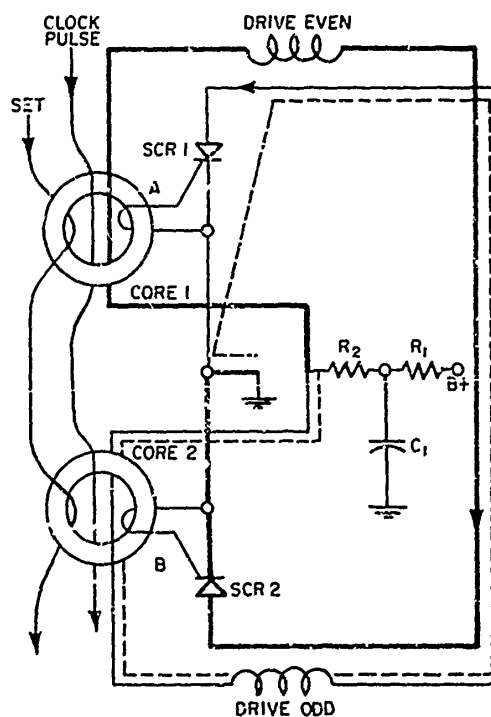 CLOCK
PULSE
DRIVE EVEN
SET
SCR 1
A
CORE 1
R2
R1
B+
C1
CORE 2
B
SCR 2
DRIVE ODD